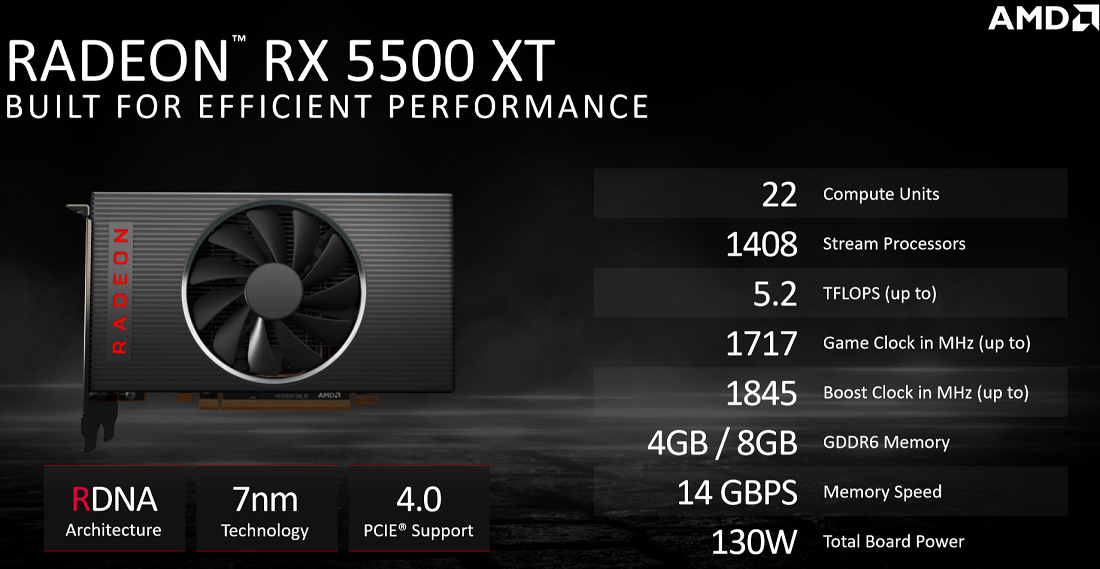 AMD
RADEON™ RX 5500 XT
BUILT FOR EFFICIENT PERFORMANCE
RADEON
AMD
22 Compute Units
1408 Stream Processors
5.2 TFLOPS (up to)
1717 Game Clock in MHz (up to)
1845 Boost Clock in MHz (up to)
4GB / 8GB GDDR6 Memory
14 GBPS Memory Speed
130W Total Board Power
RDNA
Architecture
7nm
Technology
4.0
PCIE® Support